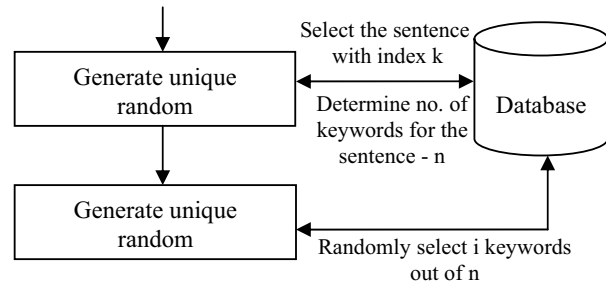 Select the sentence
with index k
Generate unique
random
Determine no. of
keywords for the
sentence - n
Database
Generate unique
random
Randomly select i keywords
out of n